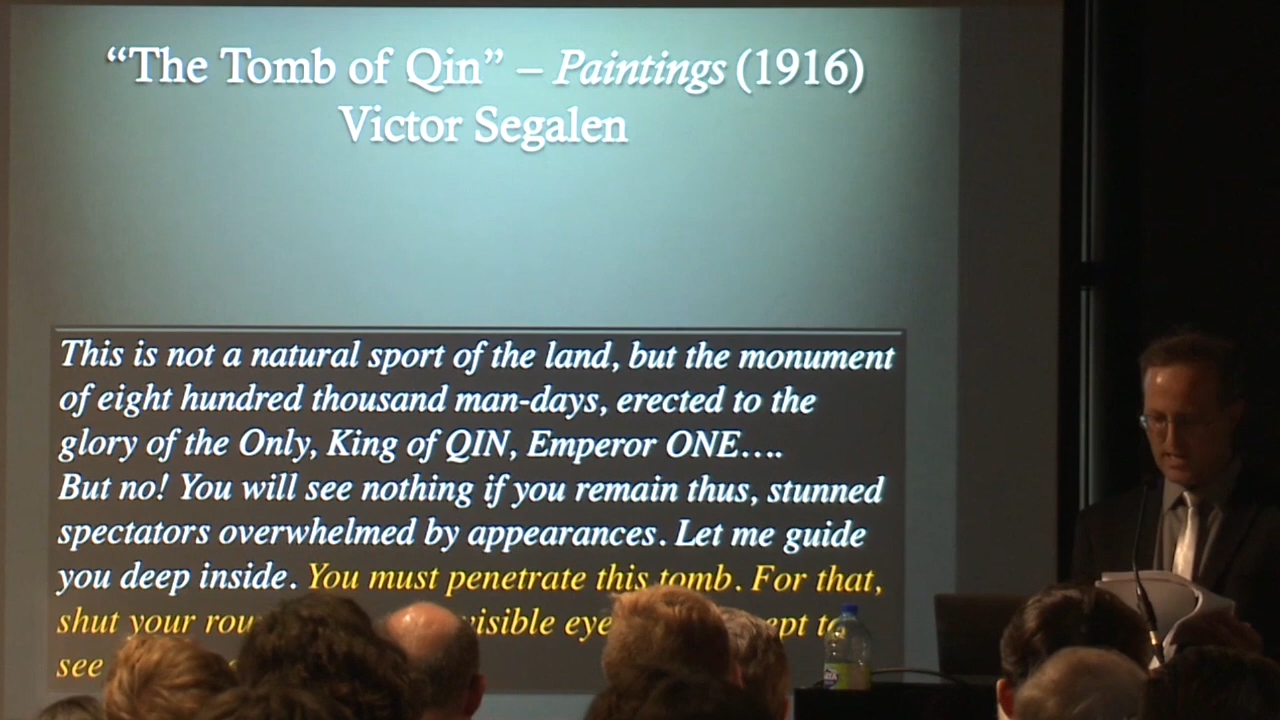 “The Tomb of Qin” – Paintings (1916)
Victor Segalen
This is not a natural sport of the land, but the monument
of eight hundred thousand man-days, erected to the
glory of the Only, King of QIN, Emperor ONE....
But no! You will see nothing if you remain thus, stunned
spectators overwhelmed by appearances. Let me guide
you deep inside. You must penetrate this tomb. For that,
shut your
see